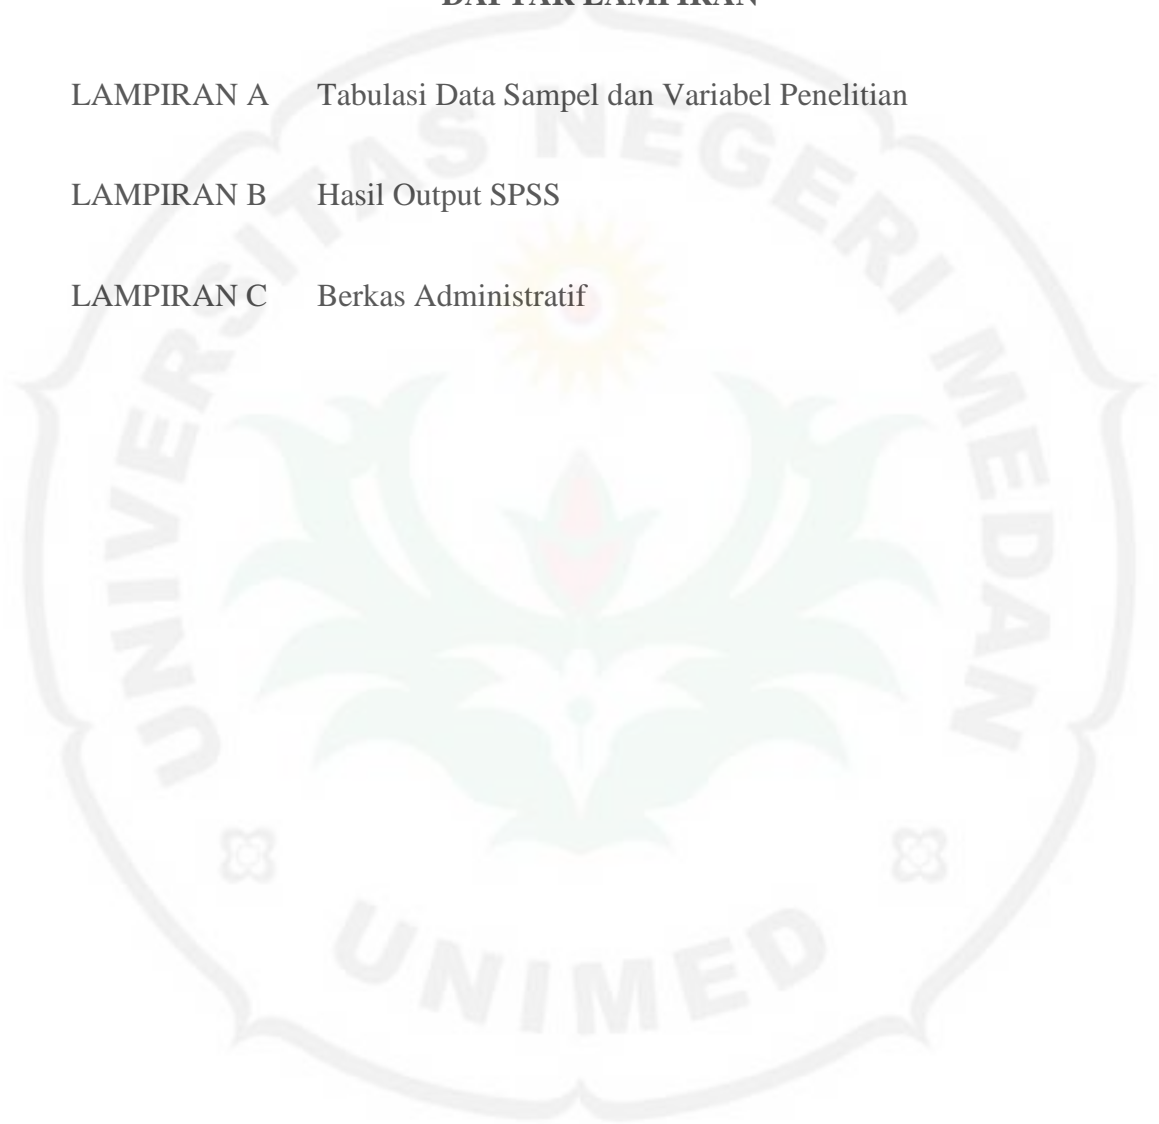 DAFTAR LAMPIRAN
LAMPIRAN A Tabulasi Data Sampel dan Variabel Penelitian
LAMPIRAN B Hasil Output SPSS
LAMPIRAN C Berkas Administratif
UNIVERSITAS NEGERI MEDAN
UNIMED